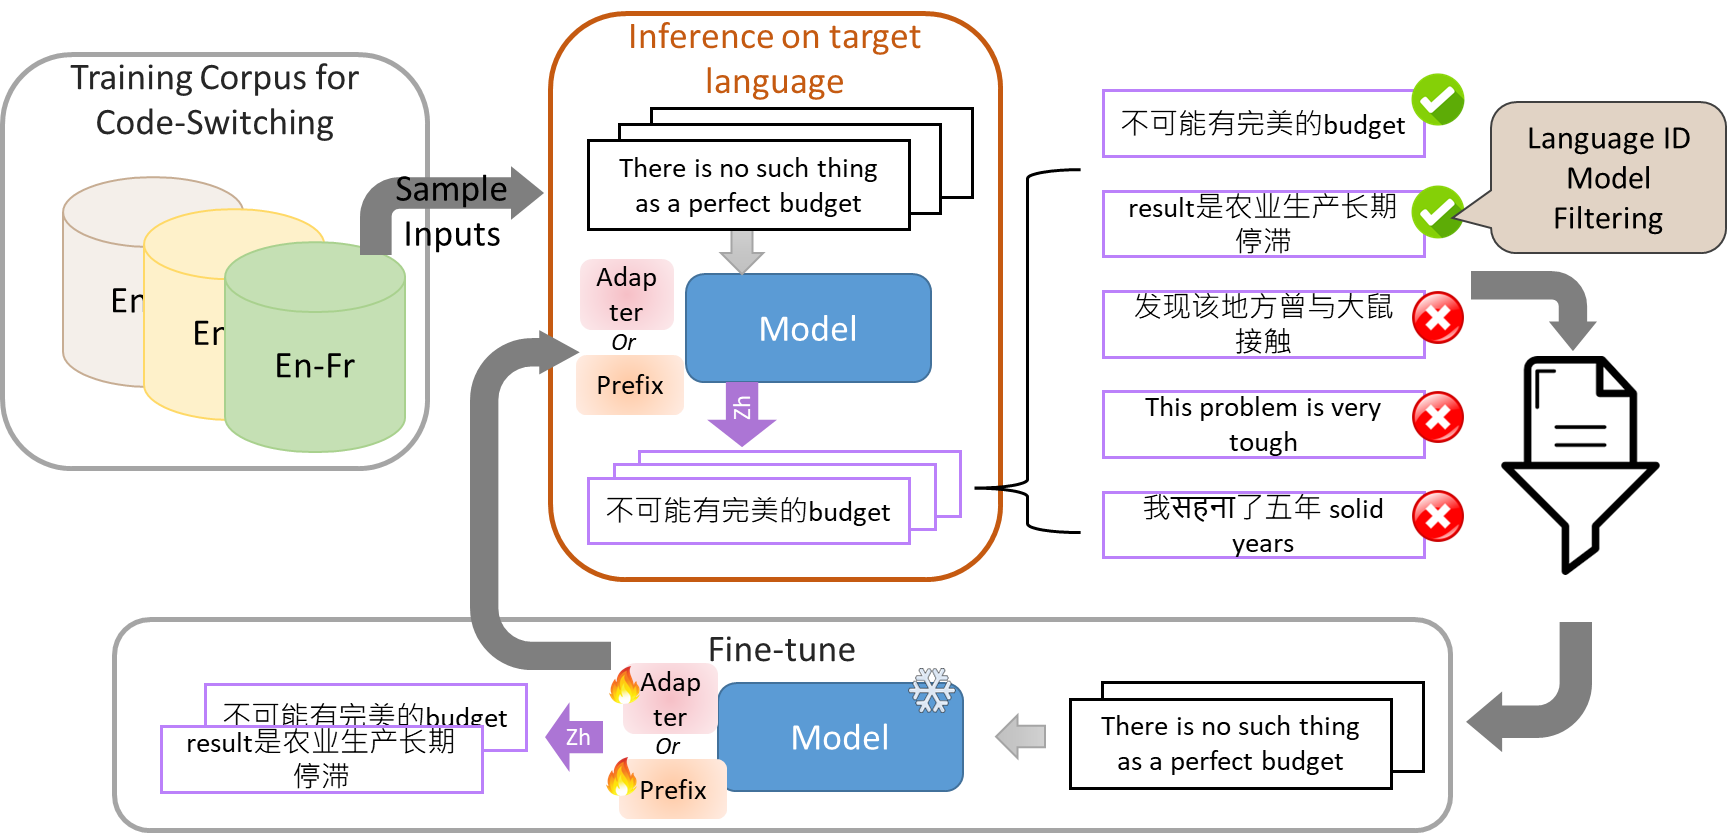 Training Corpus for
Code-Switching
En
En
En-Fr
Sample
Inputs
Inference on target
language
There is no such thing
as a perfect budget
Adap
ter
Or
Prefix
Model
Zh
不可能有完美的budget
不可能有完美的budget
result是农业生产长期
停滞
发现该地方曾与大鼠
接触
This problem is very
tough
我सहना了五年 solid
years
Language ID
Model
Filtering
Fine-tune
不可能有完美的budget
result是农业生产长期
停滞
Zh
Adap
ter
Or
Prefix
Model
There is no such thing
as a perfect budget